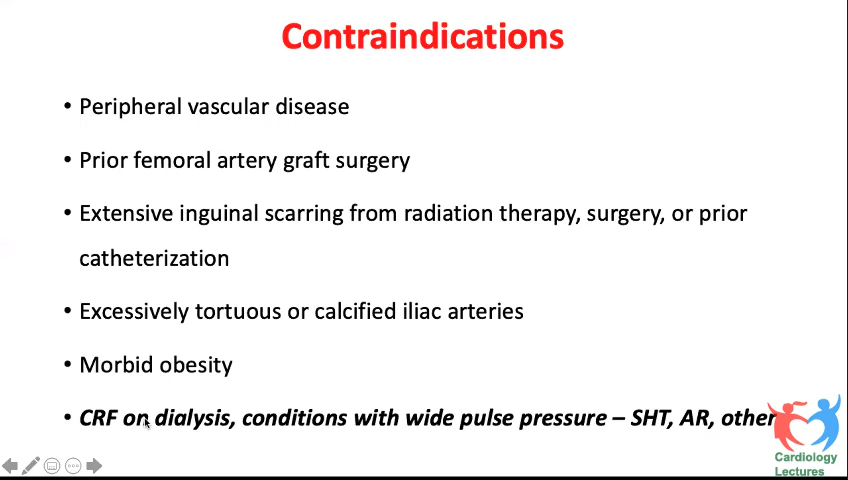 Contraindications
• Peripheral vascular disease
• Prior femoral artery graft surgery
• Extensive inguinal scarring from radiation therapy, surgery, or prior
catheterization
• Excessively tortuous or calcified iliac arteries
• Morbid obesity
• CRF on dialysis, conditions with wide pulse pressure – SHT, AR, other
Cardiology
Lectures